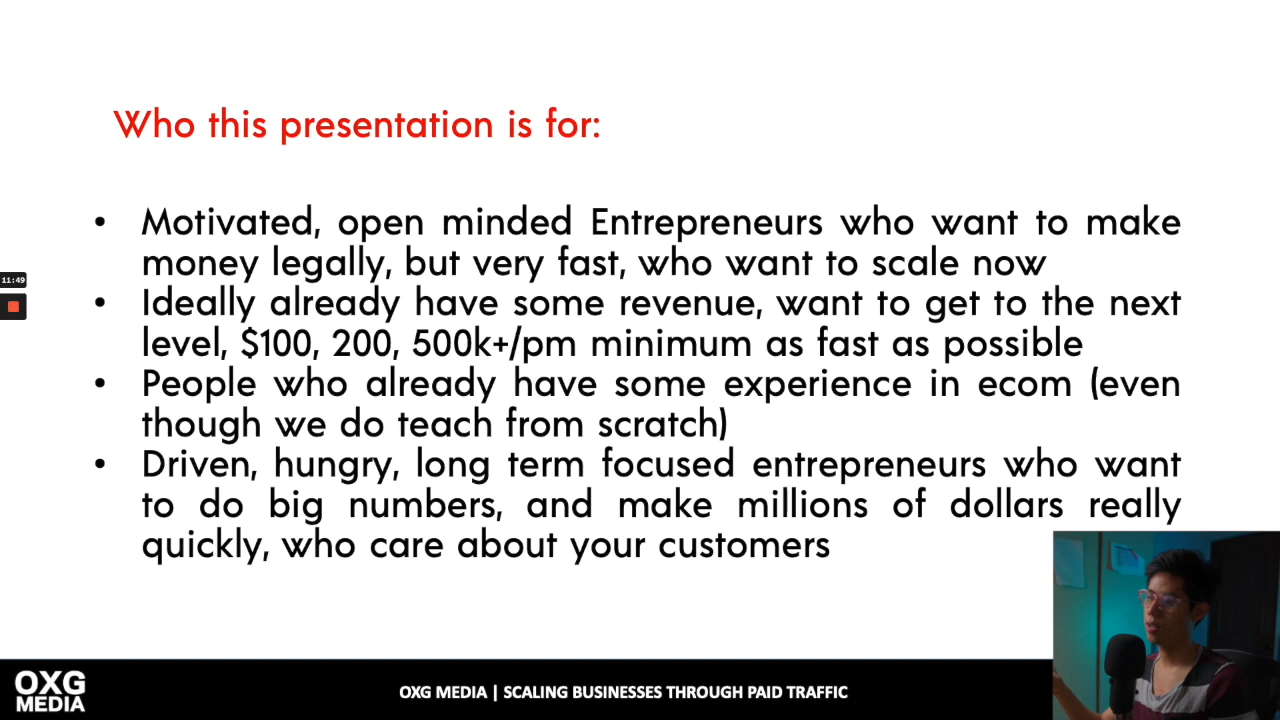 Who this presentation is for:
• Motivated, open minded Entrepreneurs who want to make
money legally, but very fast, who want to scale now
• Ideally already have some revenue, want to get to the next
level, $100, 200, 500k+/pm minimum as fast as possible
• People who already have some experience in ecom (even
though we do teach from scratch)
• Driven, hungry, long term focused entrepreneurs who want
to do big numbers, and make millions of dollars really
quickly, who care about your customers
11:49
OXG
MEDIA
OXG MEDIA | SCALING BUSINESSES THROUGH PAID TRAFFIC